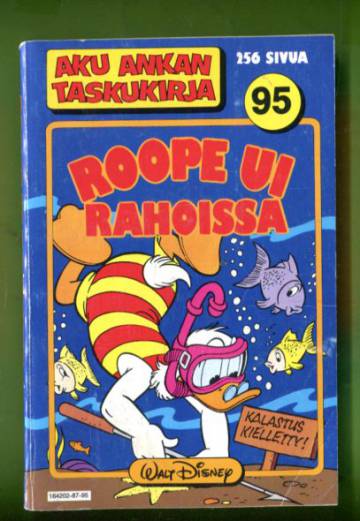 AKU ANKAN
TASKUKIRJA
256 SIVUA
95
ROOPE UI
RAHOISSA
KALASTUS
KIELLETTY!
WALT DISNEY
164202-87-95